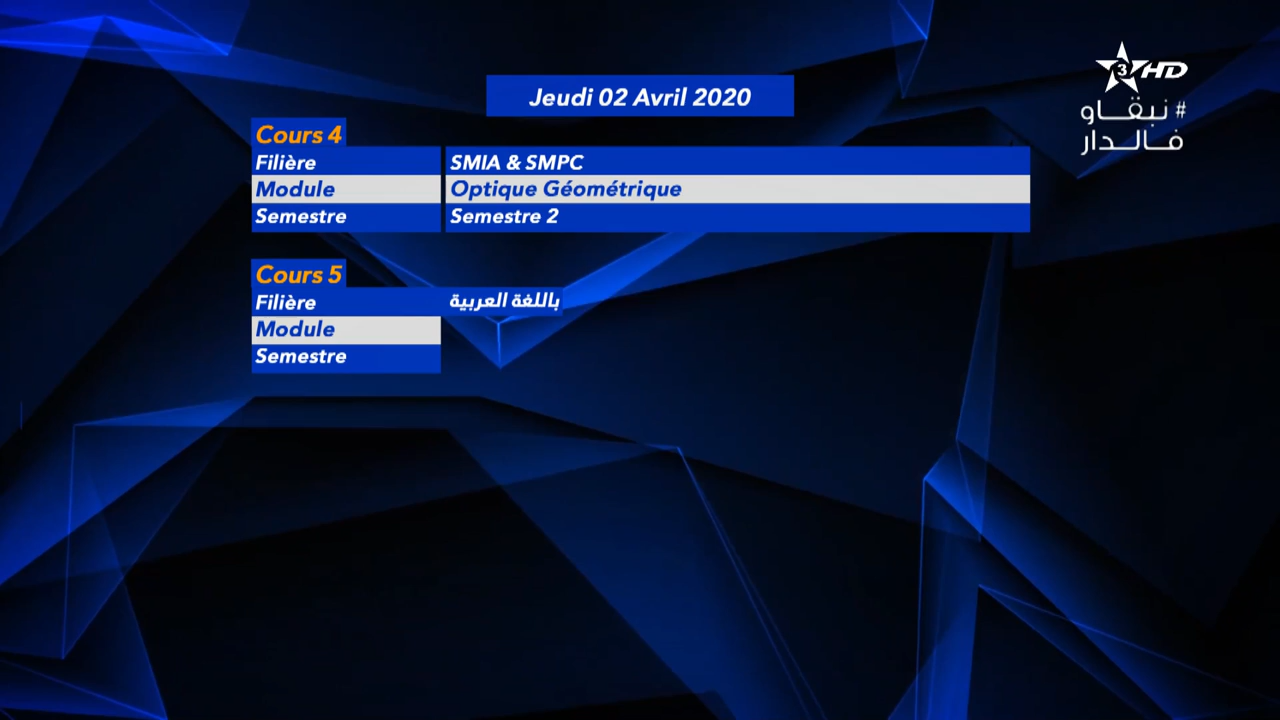 3 HD
#نبقاو
فالدار
Jeudi 02 Avril 2020
Cours 4
Filière SMIA & SMPC
Module Optique Géométrique
Semestre Semestre 2
Cours 5
Filière باللغة العربية
Module
Semestre